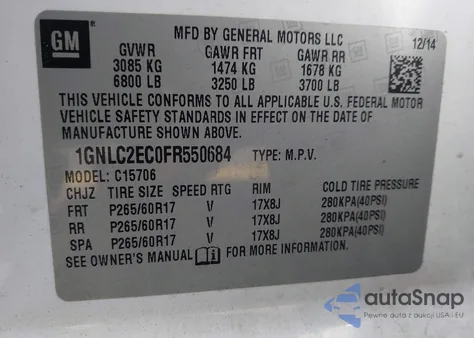 GM
MFD BY GENERAL MOTORS LLC
12/14
GVWR GAWR FRT GAWR RR
3085 KG 1474 KG 1678 KG
6800 LB 3250 LB 3700 LB
THIS VEHICLE CONFORMS TO ALL APPLICABLE U.S. FEDERAL MOTOR
VEHICLE SAFETY STANDARDS IN EFFECT ON THE DATE OF
MANUFACTURE SHOWN ABOVE.
1GNLC2EC0FR550684 TYPE: M.P.V.
MODEL: C15706
CHJZ TIRE SIZE SPEED RTG RIM COLD TIRE PRESSURE
FRT P265/60R17 V 17X8J 280KPA(40PSI)
RR P265/60R17 V 17X8J 280KPA(40PSI)
SPA P265/60R17 V 17X8J 280KPA(40PSI)
SEE OWNER'S MANUAL FOR MORE INFORMATION.
autoSnap
Pewne auta z USA i EU